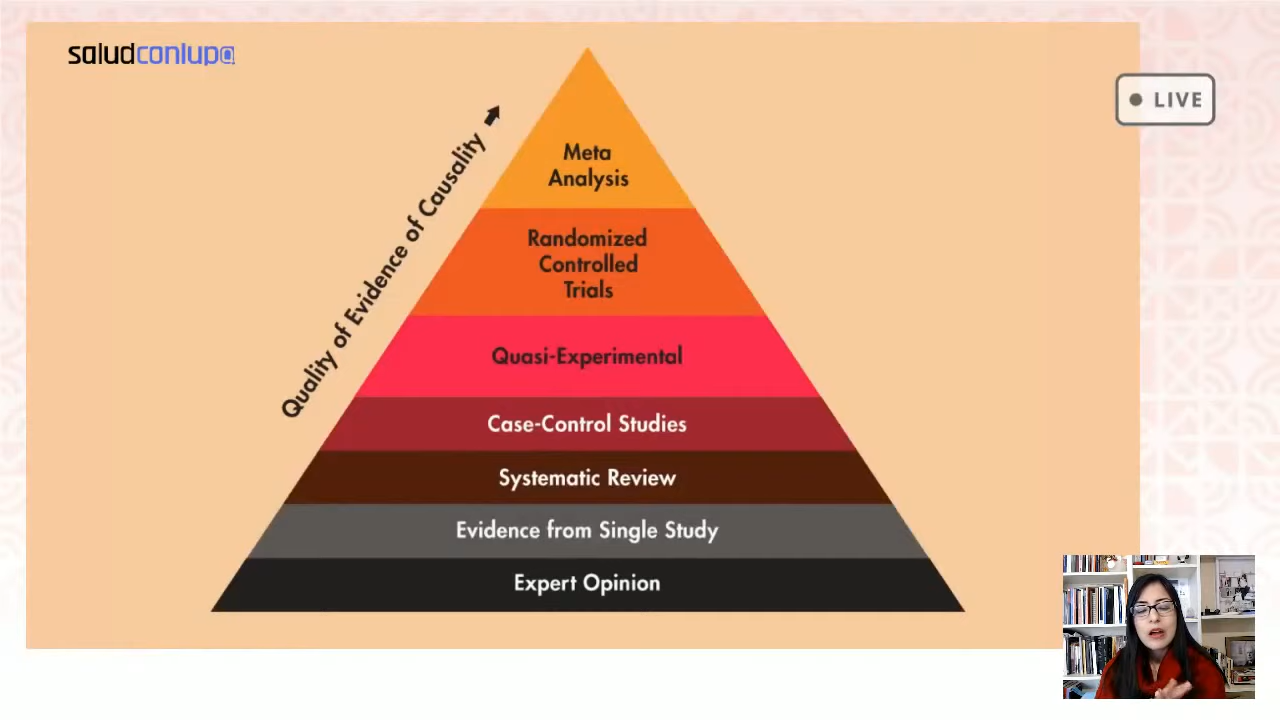 saludconlupa
LIVE
Quality of Evidence of Causality
Meta
Analysis
Randomized
Controlled
Trials
Quasi-Experimental
Case-Control Studies
Systematic Review
Evidence from Single Study
Expert Opinion